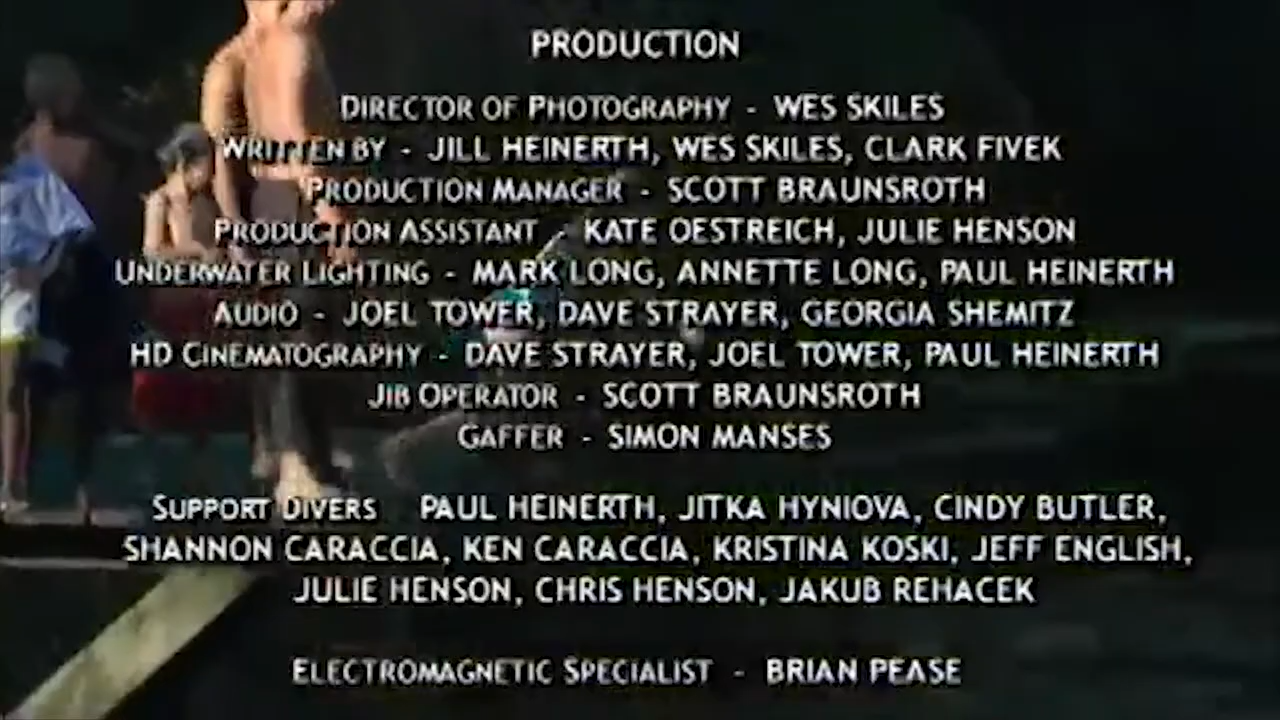 PRODUCTION
DIRECTOR OF PHOTOGRAPHY - WES SKILES
WRITTEN BY - JILL HEINERTH, WES SKILES, CLARK FIVEK
PRODUCTION MANAGER - SCOTT BRAUNSROTH
PRODUCTION ASSISTANT - KATE OESTREICH, JULIE HENSON
UNDERWATER LIGHTING - MARK LONG, ANNETTE LONG, PAUL HEINERTH
AUDIO - JOEL TOWER, DAVE STRAYER, GEORGIA SHEMITZ
HD CINEMATOGRAPHY - DAVE STRAYER, JOEL TOWER, PAUL HEINERTH
JIB OPERATOR - SCOTT BRAUNSROTH
GAFFER - SIMON MANSES
SUPPORT DIVERS PAUL HEINERTH, JITKA HYNIOVA, CINDY BUTLER,
SHANNON CARACCIA, KEN CARACCIA, KRISTINA KOSKI, JEFF ENGLISH,
JULIE HENSON, CHRIS HENSON, JAKUB REHACEK
ELECTROMAGNETIC SPECIALIST - BRIAN PEASE